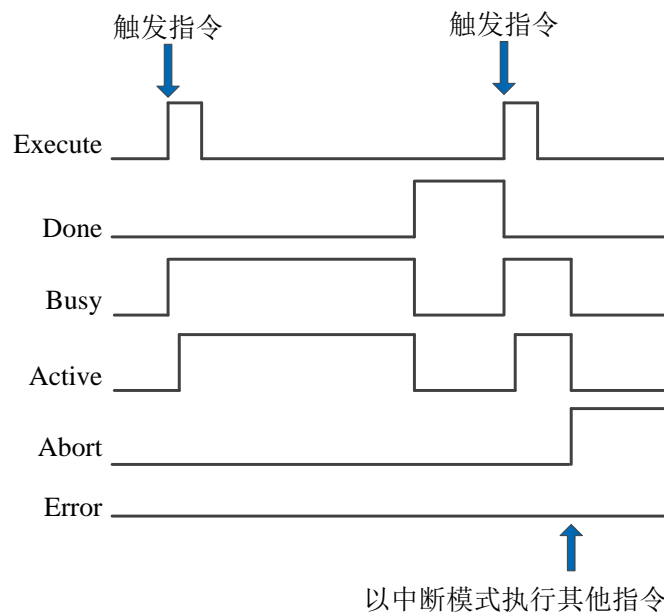 触发指令 触发指令
Execute
Done
Busy
Active
Abort
Error
以中断模式执行其他指令